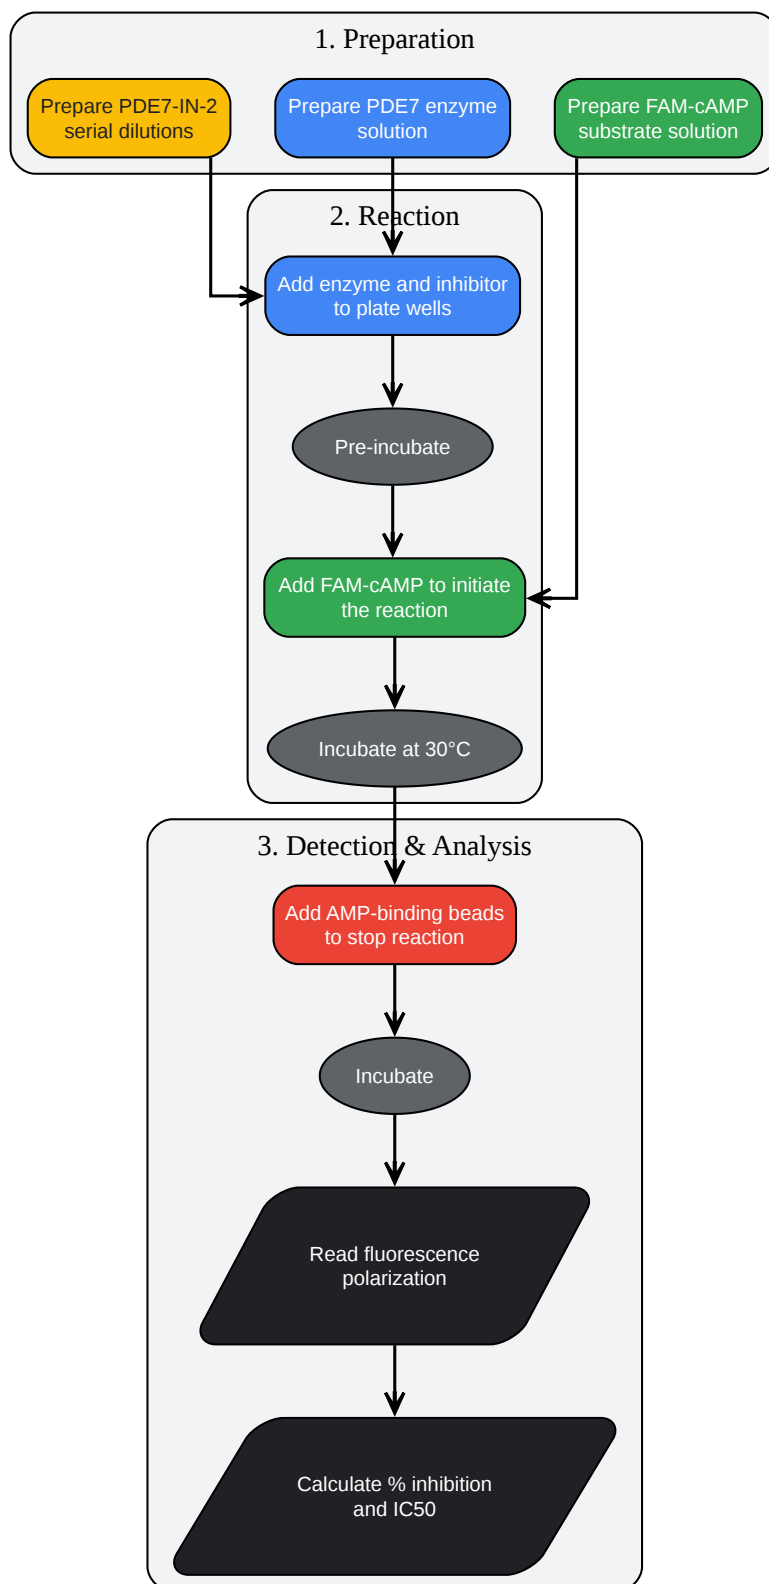 1. Preparation
Prepare PDE7-IN-2
serial dilutions
Prepare PDE7 enzyme
solution
Prepare FAM-cAMP
substrate solution
2. Reaction
Add enzyme and inhibitor
to plate wells
Pre-incubate
Add FAM-cAMP to initiate
the reaction
Incubate at 30°C
3. Detection & Analysis
Add AMP-binding beads
to stop reaction
Incubate
Read fluorescence
polarization
Calculate % inhibition
and IC50